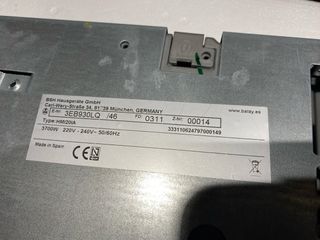 BSH Hausgeräte GmbH
Carl-Wery-Straße 34, 81739 München, GERMANY
www.balay.es
E-Nr. 3EB930LQ /46 FD 0311 Z-Nr. 00014
Type: HIM20IA
333110624797000149
3700W 220V - 240V~ 50/60Hz
Made in Spain
CE